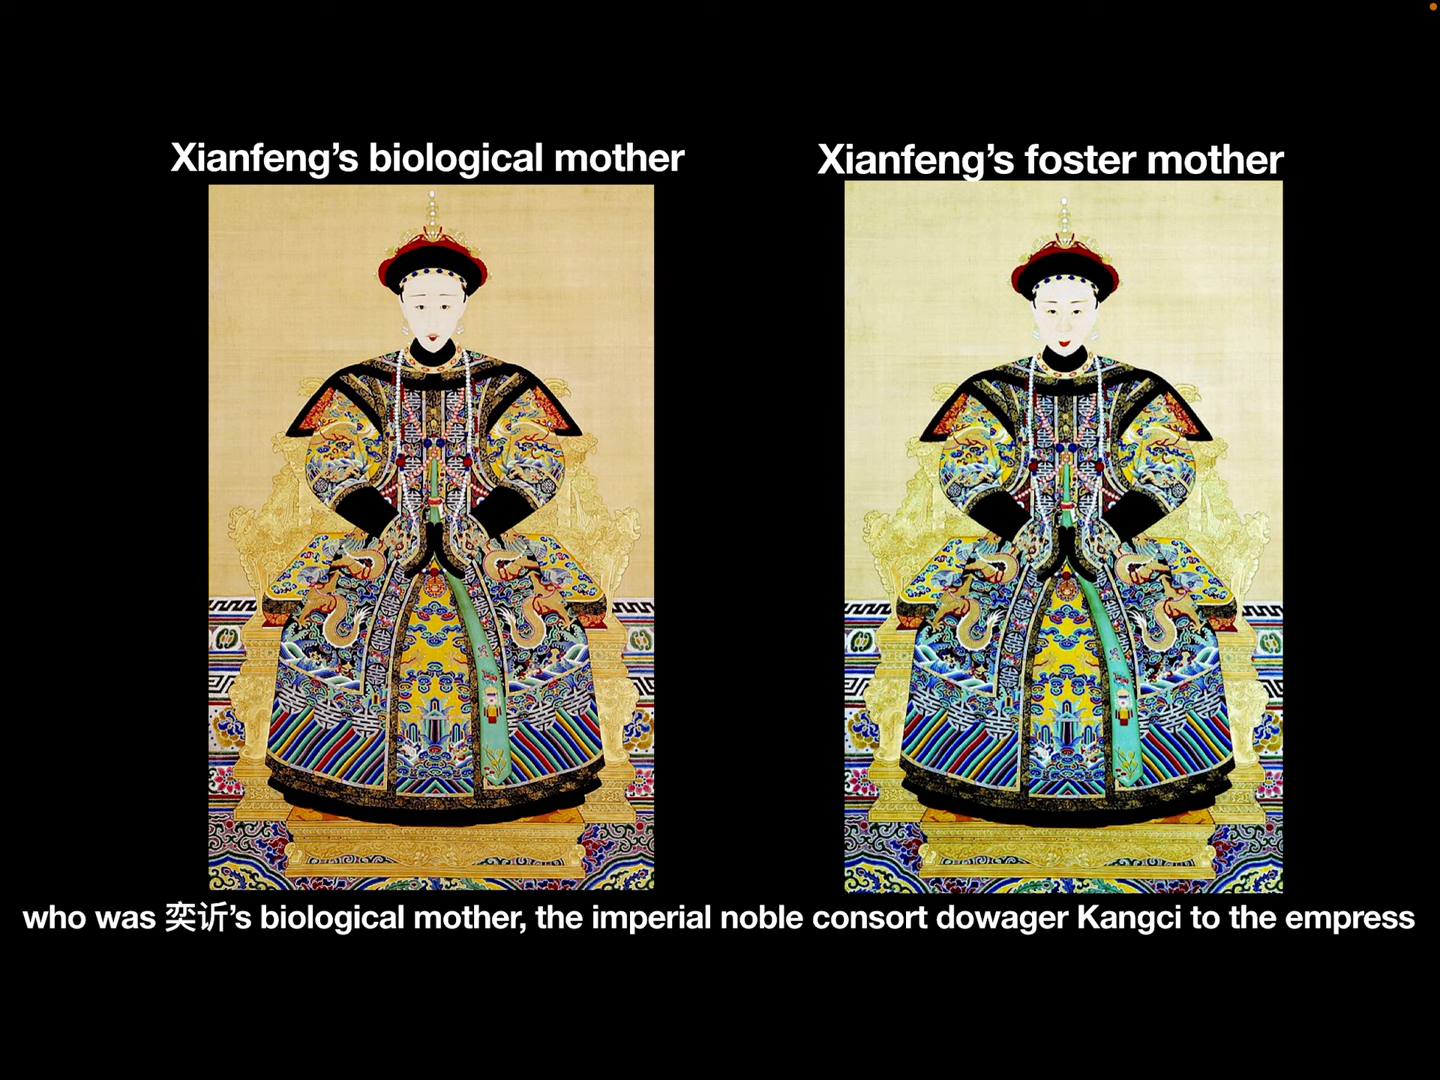 Xianfeng’s biological mother
Xianfeng’s foster mother
who was 奕䜣’s biological mother, the imperial noble consort dowager Kangci to the empress